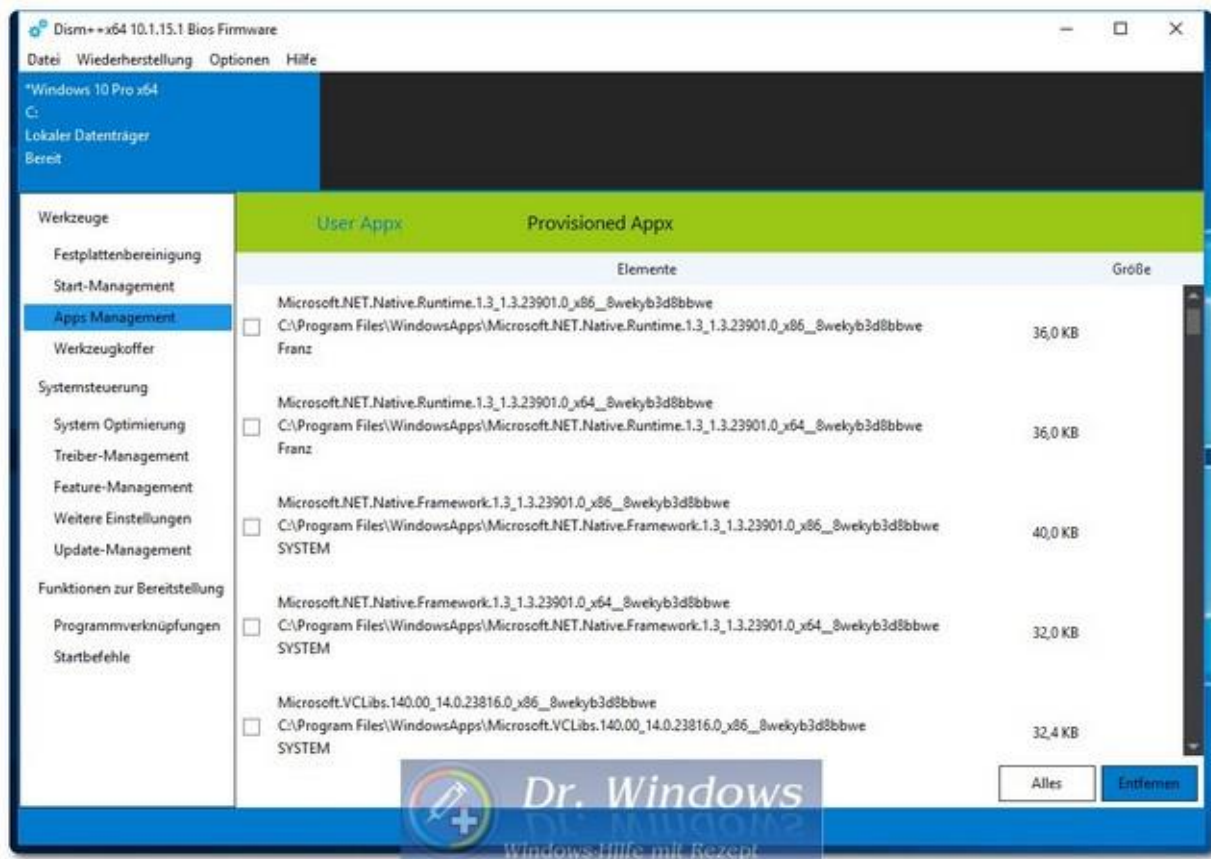 Dism++x64 10.1.15.1 Bios Firmware
Datei Wiederherstellung Optionen Hilfe
*Windows 10 Pro x64
C:
Lokaler Datenträger
Bereit
Werkzeuge
Festplattenbereinigung
Start-Management
Apps Management
Werkzeugkoffer
Systemsteuerung
System Optimierung
Treiber-Management
Feature-Management
Weitere Einstellungen
Update-Management
Funktionen zur Bereitstellung
Programmverknüpfungen
Startbefehle
User Appx Provisioned Appx
Elemente Größe
Microsoft.NET.Native.Runtime.1.3_1.3.23901.0_x86__8wekyb3d8bbwe
C:\Program Files\WindowsApps\Microsoft.NET.Native.Runtime.1.3_1.3.23901.0_x86__8wekyb3d8bbwe
36,0 KB
Franz
Microsoft.NET.Native.Runtime.1.3_1.3.23901.0_x64__8wekyb3d8bbwe
C:\Program Files\WindowsApps\Microsoft.NET.Native.Runtime.1.3_1.3.23901.0_x64__8wekyb3d8bbwe
36,0 KB
Franz
Microsoft.NET.Native.Framework.1.3_1.3.23901.0_x86__8wekyb3d8bbwe
C:\Program Files\WindowsApps\Microsoft.NET.Native.Framework.1.3_1.3.23901.0_x86__8wekyb3d8bbwe
40,0 KB
SYSTEM
Microsoft.NET.Native.Framework.1.3_1.3.23901.0_x64__8wekyb3d8bbwe
C:\Program Files\WindowsApps\Microsoft.NET.Native.Framework.1.3_1.3.23901.0_x64__8wekyb3d8bbwe
32,0 KB
SYSTEM
Microsoft.VCLibs.140.00_14.0.23816.0_x86__8wekyb3d8bbwe
C:\Program Files\WindowsApps\Microsoft.VCLibs.140.00_14.0.23816.0_x86__8wekyb3d8bbwe
32,4 KB
SYSTEM
Alles Entfernen
Dr. Windows
Windows-Hilfe mit Rezept